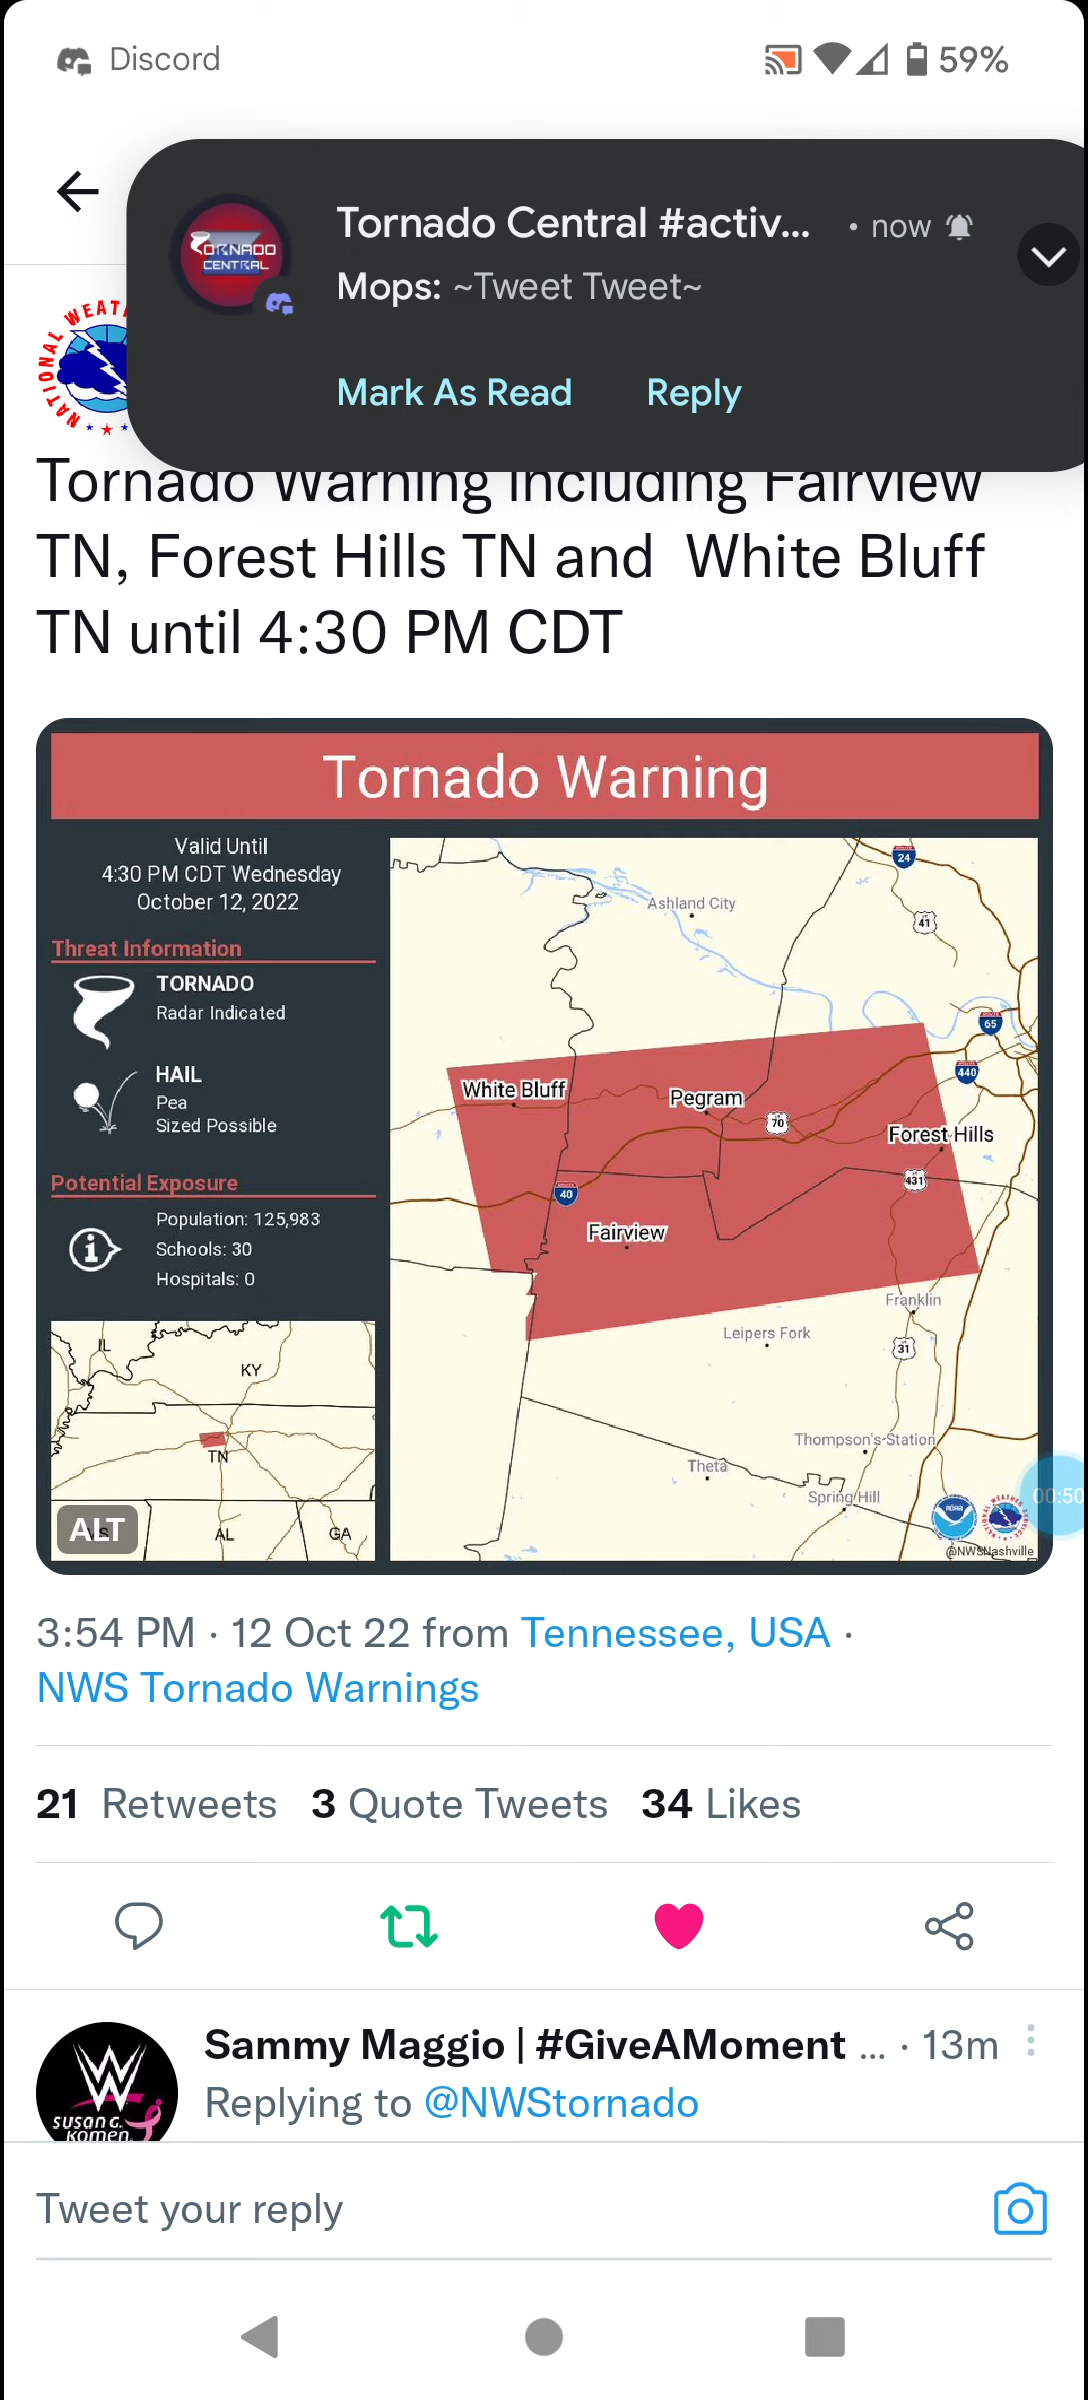 Discord
59%
Tornado Central #activ... • now
Mops: ~Tweet Tweet~
Mark As Read Reply
TORNADO
CENTRAL
NATIONAL WEAT
Tornado Warning including Fairview
TN, Forest Hills TN and White Bluff
TN until 4:30 PM CDT
Tornado Warning
Valid Until
4:30 PM CDT Wednesday
October 12, 2022
Threat Information
TORNADO
Radar Indicated
HAIL
Pea
Sized Possible
Potential Exposure
Population: 125,983
Schools: 30
Hospitals: 0
IL
KY
TN
AL
GA
ALT
24
Ashland City
41
65
440
White Bluff
Pegram
70
Forest Hills
431
40
Fairview
Franklin
Leipers Fork
31
Thompson's Station
Theta
Spring Hill
NOAA
@NWSNashville
00:50
3:54 PM · 12 Oct 22 from Tennessee, USA ·
NWS Tornado Warnings
21 Retweets 3 Quote Tweets 34 Likes
Sammy Maggio | #GiveAMoment ... · 13m
Replying to @NWStornado
W
susan G.
komen
Tweet your reply